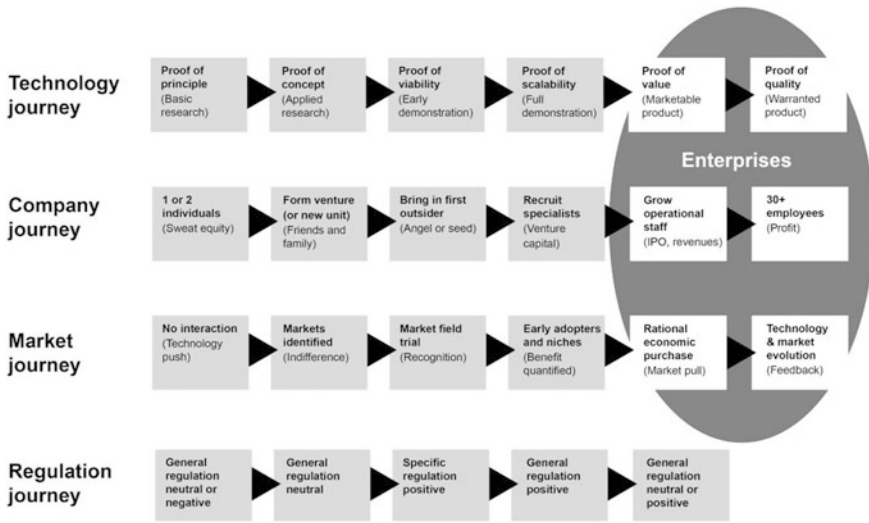 Technology
journey
Proof of
principle
(Basic
research)
Proof of
concept
(Applied
research)
Proof of
viability
(Early
demonstration)
Proof of
scalability
(Full
demonstration)
Proof of
value
(Marketable
product)
Proof of
quality
(Warranted
product)
Enterprises
Company
journey
1 or 2
individuals
(Sweat equity)
Form venture
(or new unit)
(Friends and
family)
Bring in first
outsider
(Angel or seed)
Recruit
specialists
(Venture
capital)
Grow
operational
staff
(IPO, revenues)
30+
employees
(Profit)
Market
journey
No interaction
(Technology
push)
Markets
identified
(Indifference)
Market field
trial
(Recognition)
Early adopters
and niches
(Benefit
quantified)
Rational
economic
purchase
(Market pull)
Technology
& market
evolution
(Feedback)
Regulation
journey
General
regulation
neutral or
negative
General
regulation
neutral
Specific
regulation
positive
General
regulation
positive
General
regulation
neutral or
positive